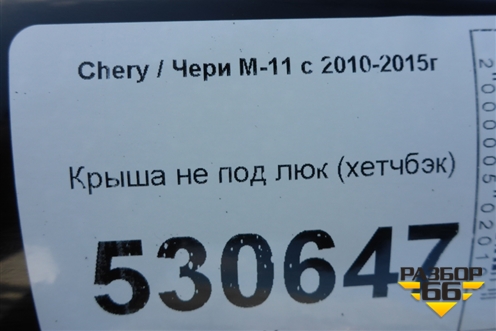 Chery / Чери М-11 с 2010-2015г
Крыша не под люк (хетчбэк)
530647
РАЗБОР
66